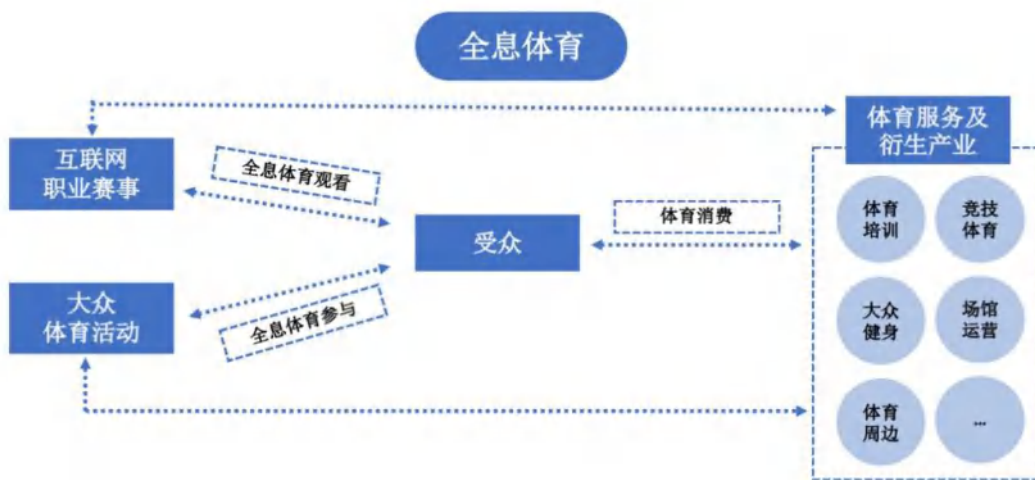 全息体育
体育服务及
衍生产业
互联网
职业赛事
全息体育观看
体育消费
受众
体育
培训
竞技
体育
大众
体育活动
全息体育参与
大众
健身
场馆
运营
体育
周边
...